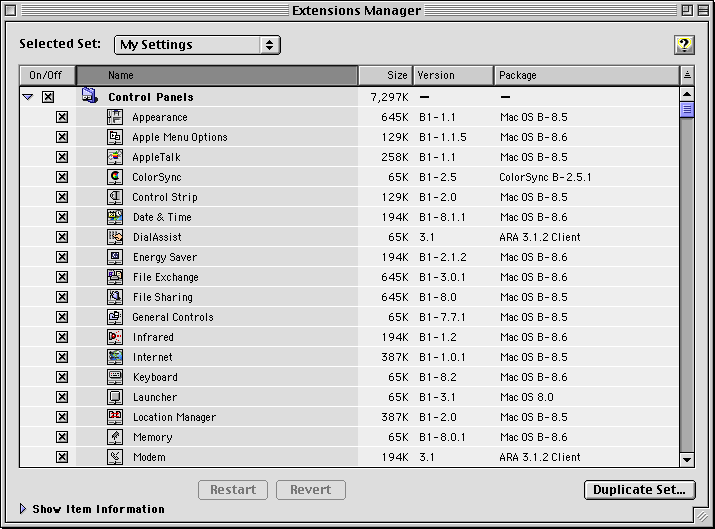 Extensions Manager
Selected Set: My Settings ?
On/Off Name Size Version Package
Control Panels 7,297K — —
Appearance 645K B1-1.1 Mac OS B-8.5
Apple Menu Options 129K B1-1.1.5 Mac OS B-8.6
AppleTalk 258K B1-1.1 Mac OS B-8.5
ColorSync 65K B1-2.5 ColorSync B-2.5.1
Control Strip 129K B1-2.0 Mac OS B-8.5
Date & Time 194K B1-8.1.1 Mac OS B-8.6
DialAssist 65K 3.1 ARA 3.1.2 Client
Energy Saver 194K B1-2.1.2 Mac OS B-8.6
File Exchange 645K B1-3.0.1 Mac OS B-8.6
File Sharing 645K B1-8.0 Mac OS B-8.5
General Controls 65K B1-7.7.1 Mac OS B-8.5
Infrared 194K B1-1.2 Mac OS B-8.6
Internet 387K B1-1.0.1 Mac OS B-8.5
Keyboard 65K B1-8.2 Mac OS B-8.6
Launcher 65K B1-3.1 Mac OS 8.0
Location Manager 387K B1-2.0 Mac OS B-8.5
Memory 65K B1-8.0.1 Mac OS B-8.6
Modem 194K 3.1 ARA 3.1.2 Client
Restart Revert Duplicate Set...
Show Item Information